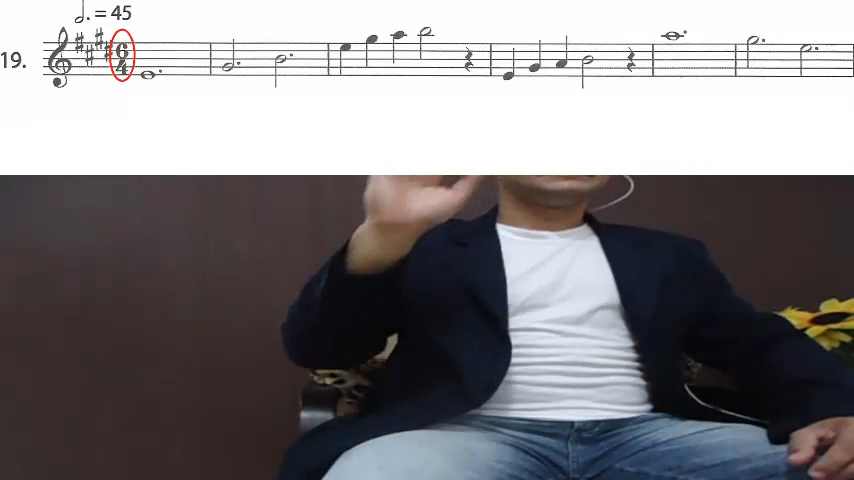 𝅗𝅥. = 45
19.
6
4